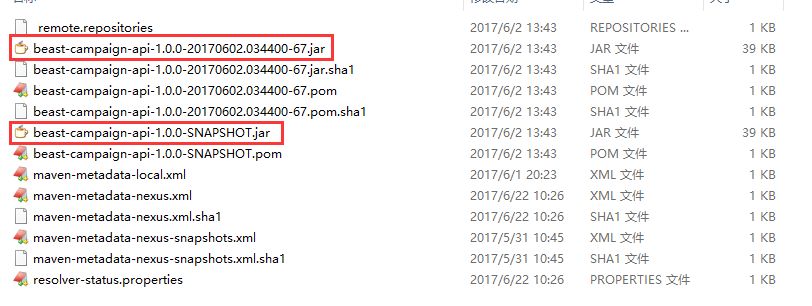 修改日期
大小
_remote.repositories 2017/6/2 13:43 REPOSITORIES ... 1 KB
beast-campaign-api-1.0.0-20170602.034400-67.jar 2017/6/2 13:43 JAR 文件 39 KB
beast-campaign-api-1.0.0-20170602.034400-67.jar.sha1 2017/6/2 13:43 SHA1 文件 1 KB
beast-campaign-api-1.0.0-20170602.034400-67.pom 2017/6/2 13:43 POM 文件 1 KB
beast-campaign-api-1.0.0-20170602.034400-67.pom.sha1 2017/6/2 13:43 SHA1 文件 1 KB
beast-campaign-api-1.0.0-SNAPSHOT.jar 2017/6/2 13:43 JAR 文件 39 KB
beast-campaign-api-1.0.0-SNAPSHOT.pom 2017/6/2 13:43 POM 文件 1 KB
maven-metadata-local.xml 2017/6/1 20:23 XML 文件 1 KB
maven-metadata-nexus.xml 2017/6/22 10:26 XML 文件 1 KB
maven-metadata-nexus.xml.sha1 2017/6/22 10:26 SHA1 文件 1 KB
maven-metadata-nexus-snapshots.xml 2017/5/31 10:45 XML 文件 1 KB
maven-metadata-nexus-snapshots.xml.sha1 2017/5/31 10:45 SHA1 文件 1 KB
resolver-status.properties 2017/6/22 10:26 PROPERTIES 文件 1 KB